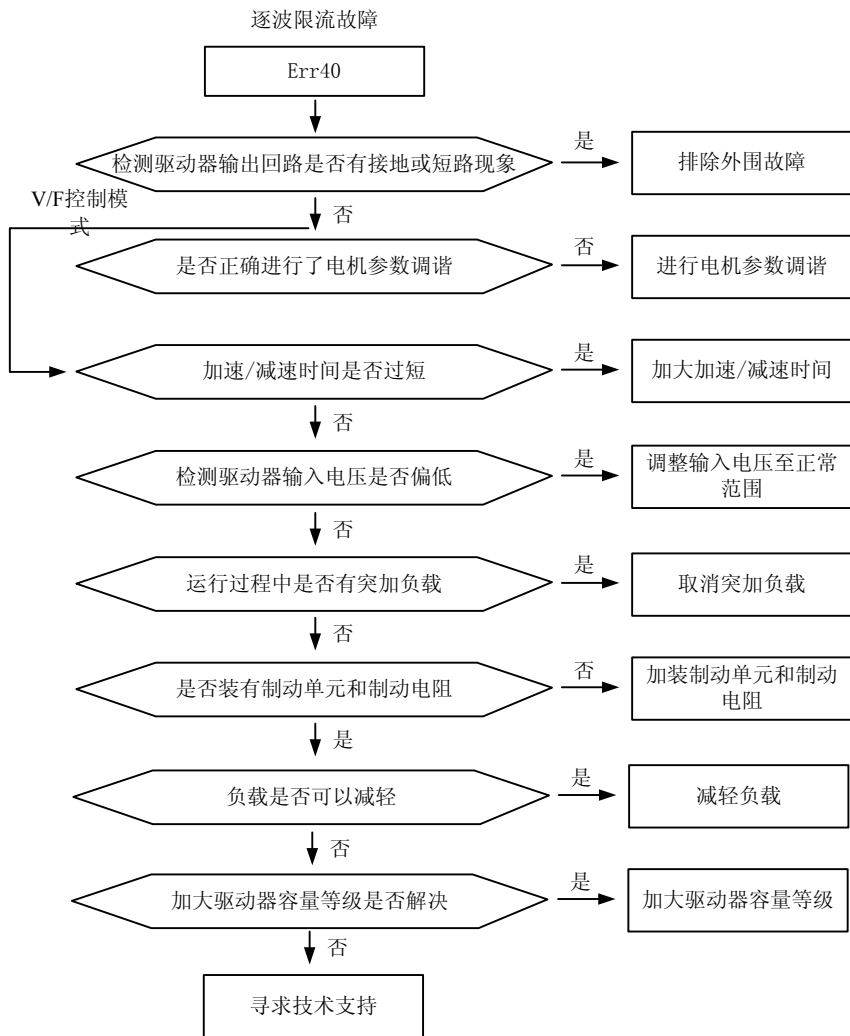 逐波限流故障
Err40
检测驱动器输出回路是否有接地或短路现象
是
排除外围故障
V/F控制模
式
否
是否正确进行了电机参数调谐
否
进行电机参数调谐
加速/减速时间是否过短
是
加大加速/减速时间
否
检测驱动器输入电压是否偏低
是
调整输入电压至正常
范围
否
运行过程中是否有突加负载
是
取消突加负载
否
是否装有制动单元和制动电阻
否
加装制动单元和制动
电阻
是
负载是否可以减轻
是
减轻负载
否
加大驱动器容量等级是否解决
是
加大驱动器容量等级
否
寻求技术支持